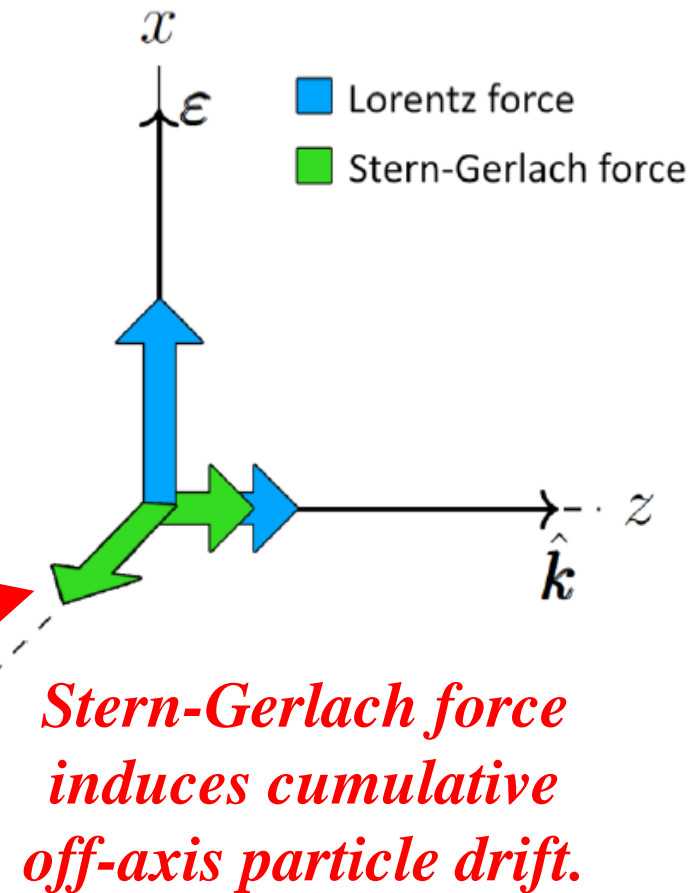 x
ε
Lorentz force
Stern-Gerlach force
z
k̂
Stern-Gerlach force
induces cumulative
off-axis particle drift.